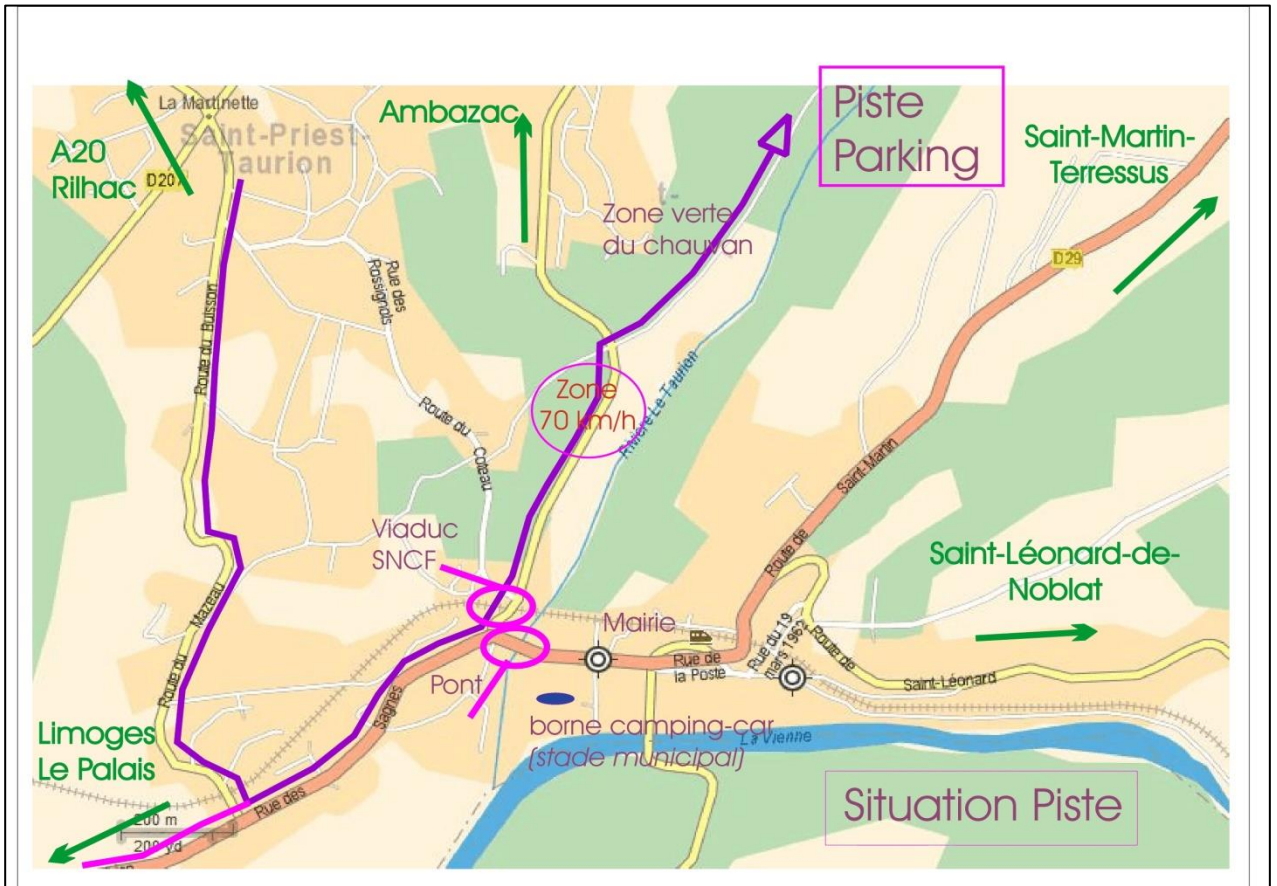 La Martinette
Saint-Priest-
Taurion
A20
Rilhac
D207
Ambazac
Piste
Parking
Saint-Martin-
Terressus
t-
Zone verte
du chauvan
D29
Rue des
Rossignols
Route du Buisson
Zone
70 km/h
Rivière Le Taurion
Route du
Coteau
Route de
Saint-Martin
Viaduc
SNCF
Saint-Léonard-de-
Noblat
Route du
Mazeau
Mairie
Rue de
la Poste
Rue du 19
mars 1962
Route de
Saint-Léonard
Pont
borne camping-car
(stade municipal)
La Vienne
Limoges
Le Palais
Rue des
Sagnes
200 m
200 yd
Situation Piste